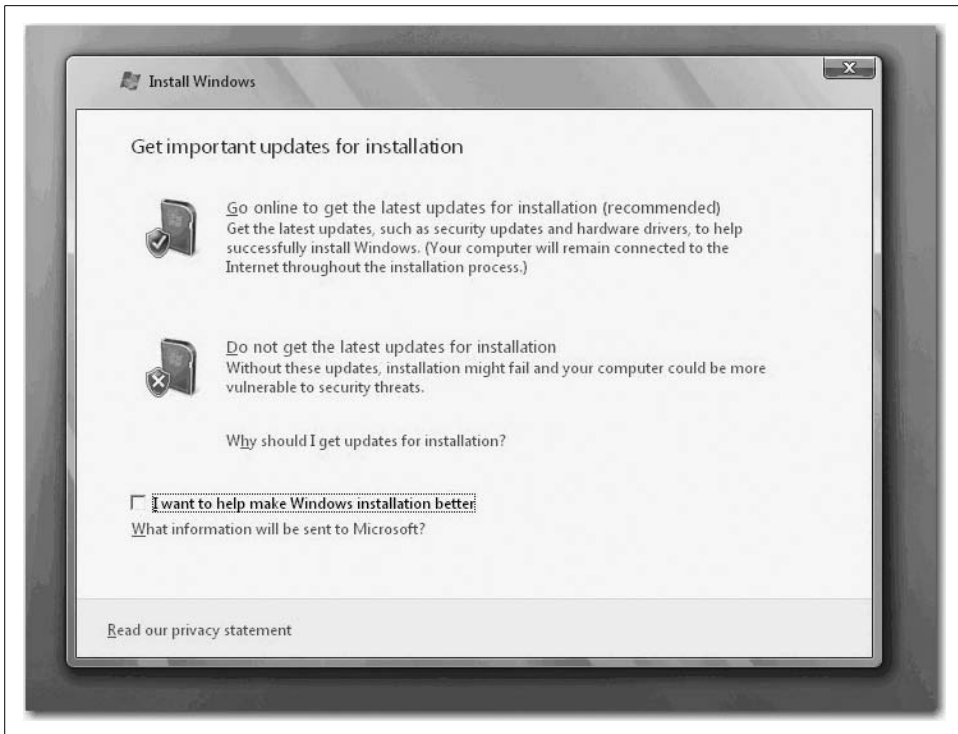 Install Windows
Get important updates for installation
Go online to get the latest updates for installation (recommended)
Get the latest updates, such as security updates and hardware drivers, to help
successfully install Windows. (Your computer will remain connected to the
Internet throughout the installation process.)
Do not get the latest updates for installation
Without these updates, installation might fail and your computer could be more
vulnerable to security threats.
Why should I get updates for installation?
I want to help make Windows installation better
What information will be sent to Microsoft?
Read our privacy statement